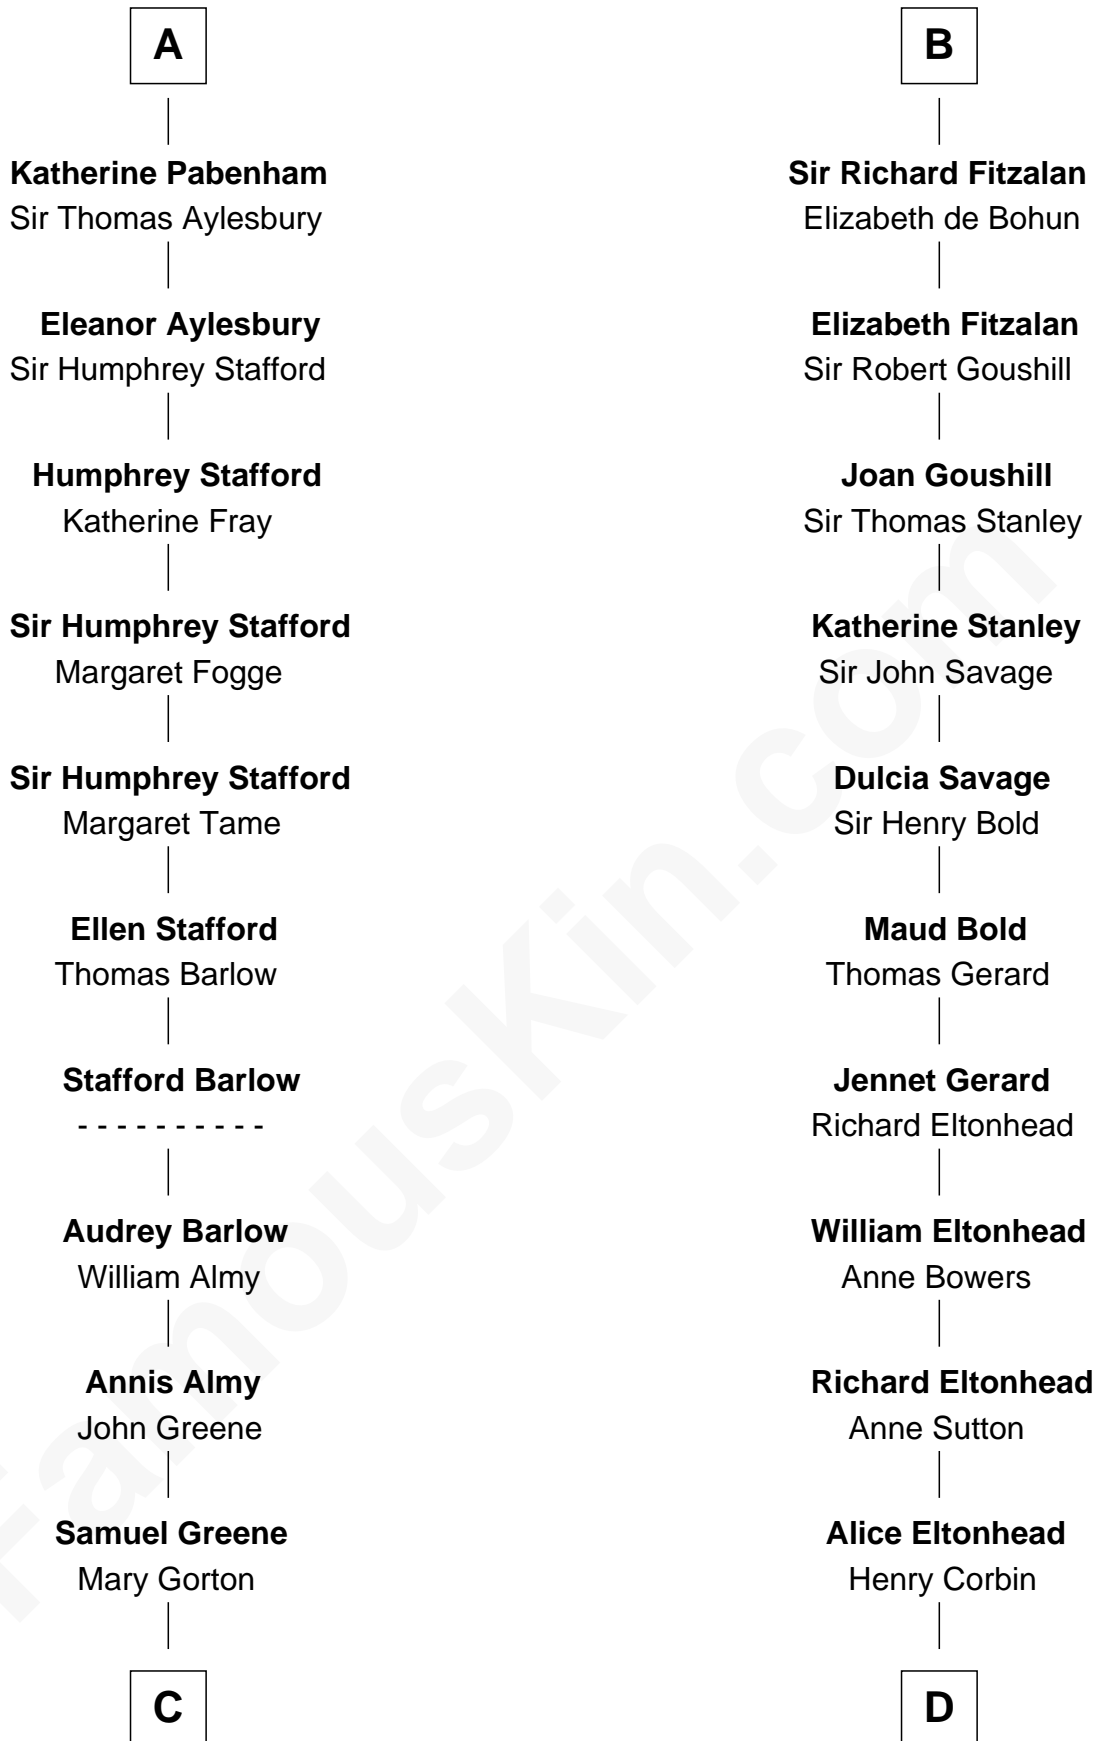 A
Katherine Pabenham
Sir Thomas Aylesbury
Eleanor Aylesbury
Sir Humphrey Stafford
Humphrey Stafford
Katherine Fray
Sir Humphrey Stafford
Margaret Fogge
Sir Humphrey Stafford
Margaret Tame
Ellen Stafford
Thomas Barlow
Stafford Barlow
- - - - - - - - - -
Audrey Barlow
William Almy
Annis Almy
John Greene
Samuel Greene
Mary Gorton
C
B
Sir Richard Fitzalan
Elizabeth de Bohun
Elizabeth Fitzalan
Sir Robert Goushill
Joan Goushill
Sir Thomas Stanley
Katherine Stanley
Sir John Savage
Dulcia Savage
Sir Henry Bold
Maud Bold
Thomas Gerard
Jennet Gerard
Richard Eltonhead
William Eltonhead
Anne Bowers
Richard Eltonhead
Anne Sutton
Alice Eltonhead
Henry Corbin
D
FamousKin.com